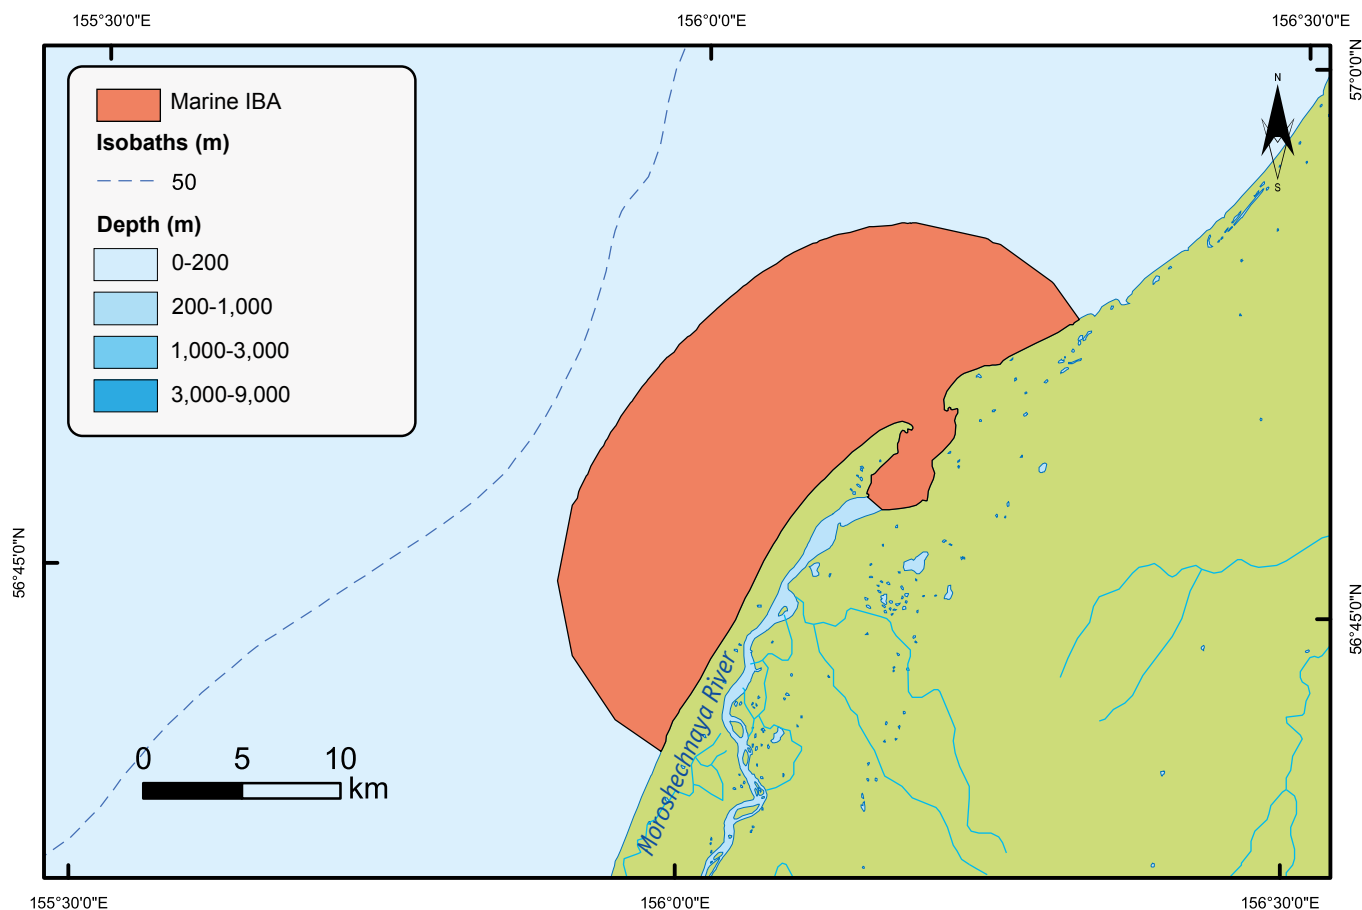 155°30'0"E
156°0'0"E
156°30'0"E
57°0'0"N
Marine IBA
Isobaths (m)
50
Depth (m)
0-200
200-1,000
1,000-3,000
3,000-9,000
N
S
56°45'0"N
56°45'0"N
Moroshechnaya River
0 5 10
km
155°30'0"E
156°0'0"E
156°30'0"E